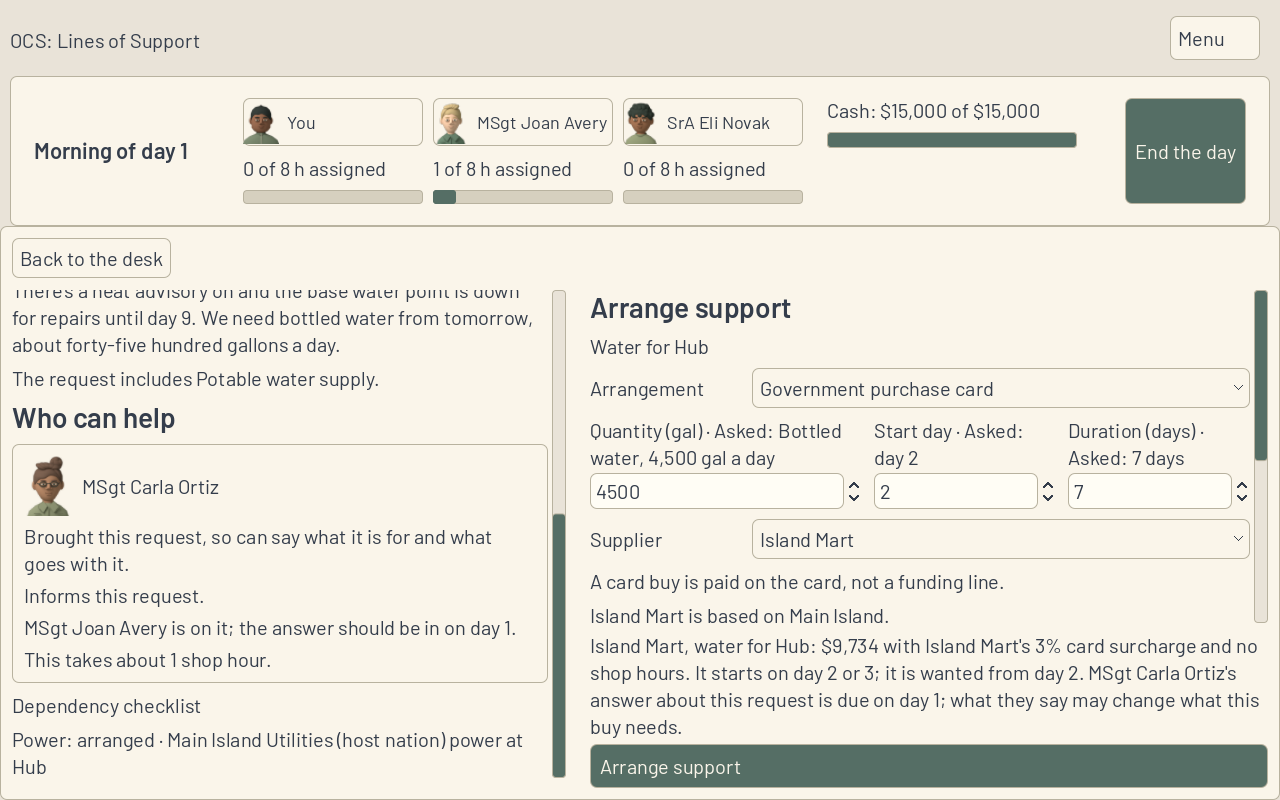 OCS: Lines of Support
Menu
Morning of day 1
You
0 of 8 h assigned
MSgt Joan Avery
1 of 8 h assigned
SrA Eli Novak
0 of 8 h assigned
Cash: $15,000 of $15,000
End the day
Back to the desk
There's a heat advisory on and the base water point is down
for repairs until day 9. We need bottled water from tomorrow,
about forty-five hundred gallons a day.
The request includes Potable water supply.
Who can help
MSgt Carla Ortiz
Brought this request, so can say what it is for and what
goes with it.
Informs this request.
MSgt Joan Avery is on it; the answer should be in on day 1.
This takes about 1 shop hour.
Dependency checklist
Power: arranged · Main Island Utilities (host nation) power at
Hub
Arrange support
Water for Hub
Arrangement
Government purchase card
Quantity (gal) · Asked: Bottled
water, 4,500 gal a day
4500
Start day · Asked:
day 2
2
Duration (days) ·
Asked: 7 days
7
Supplier
Island Mart
A card buy is paid on the card, not a funding line.
Island Mart is based on Main Island.
Island Mart, water for Hub: $9,734 with Island Mart's 3% card surcharge and no
shop hours. It starts on day 2 or 3; it is wanted from day 2. MSgt Carla Ortiz's
answer about this request is due on day 1; what they say may change what this
buy needs.
Arrange support